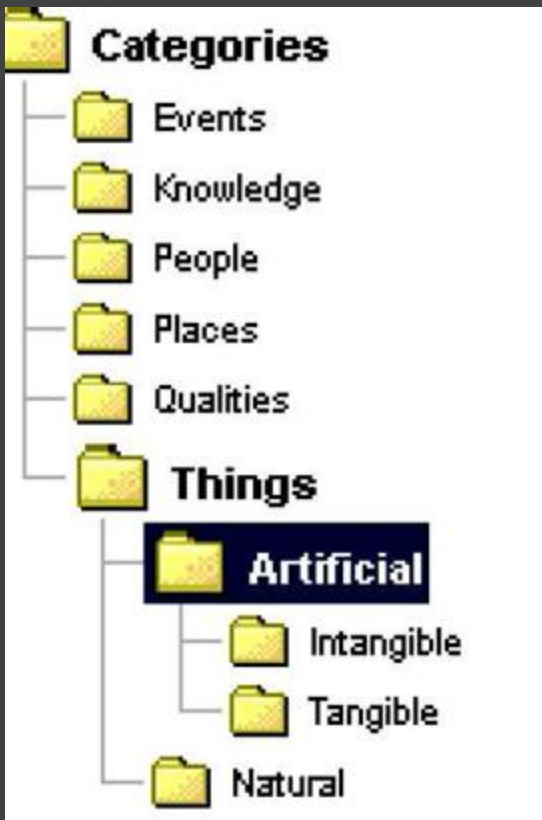 Categories
Events
Knowledge
People
Places
Qualities
Things
Artificial
Intangible
Tangible
Natural